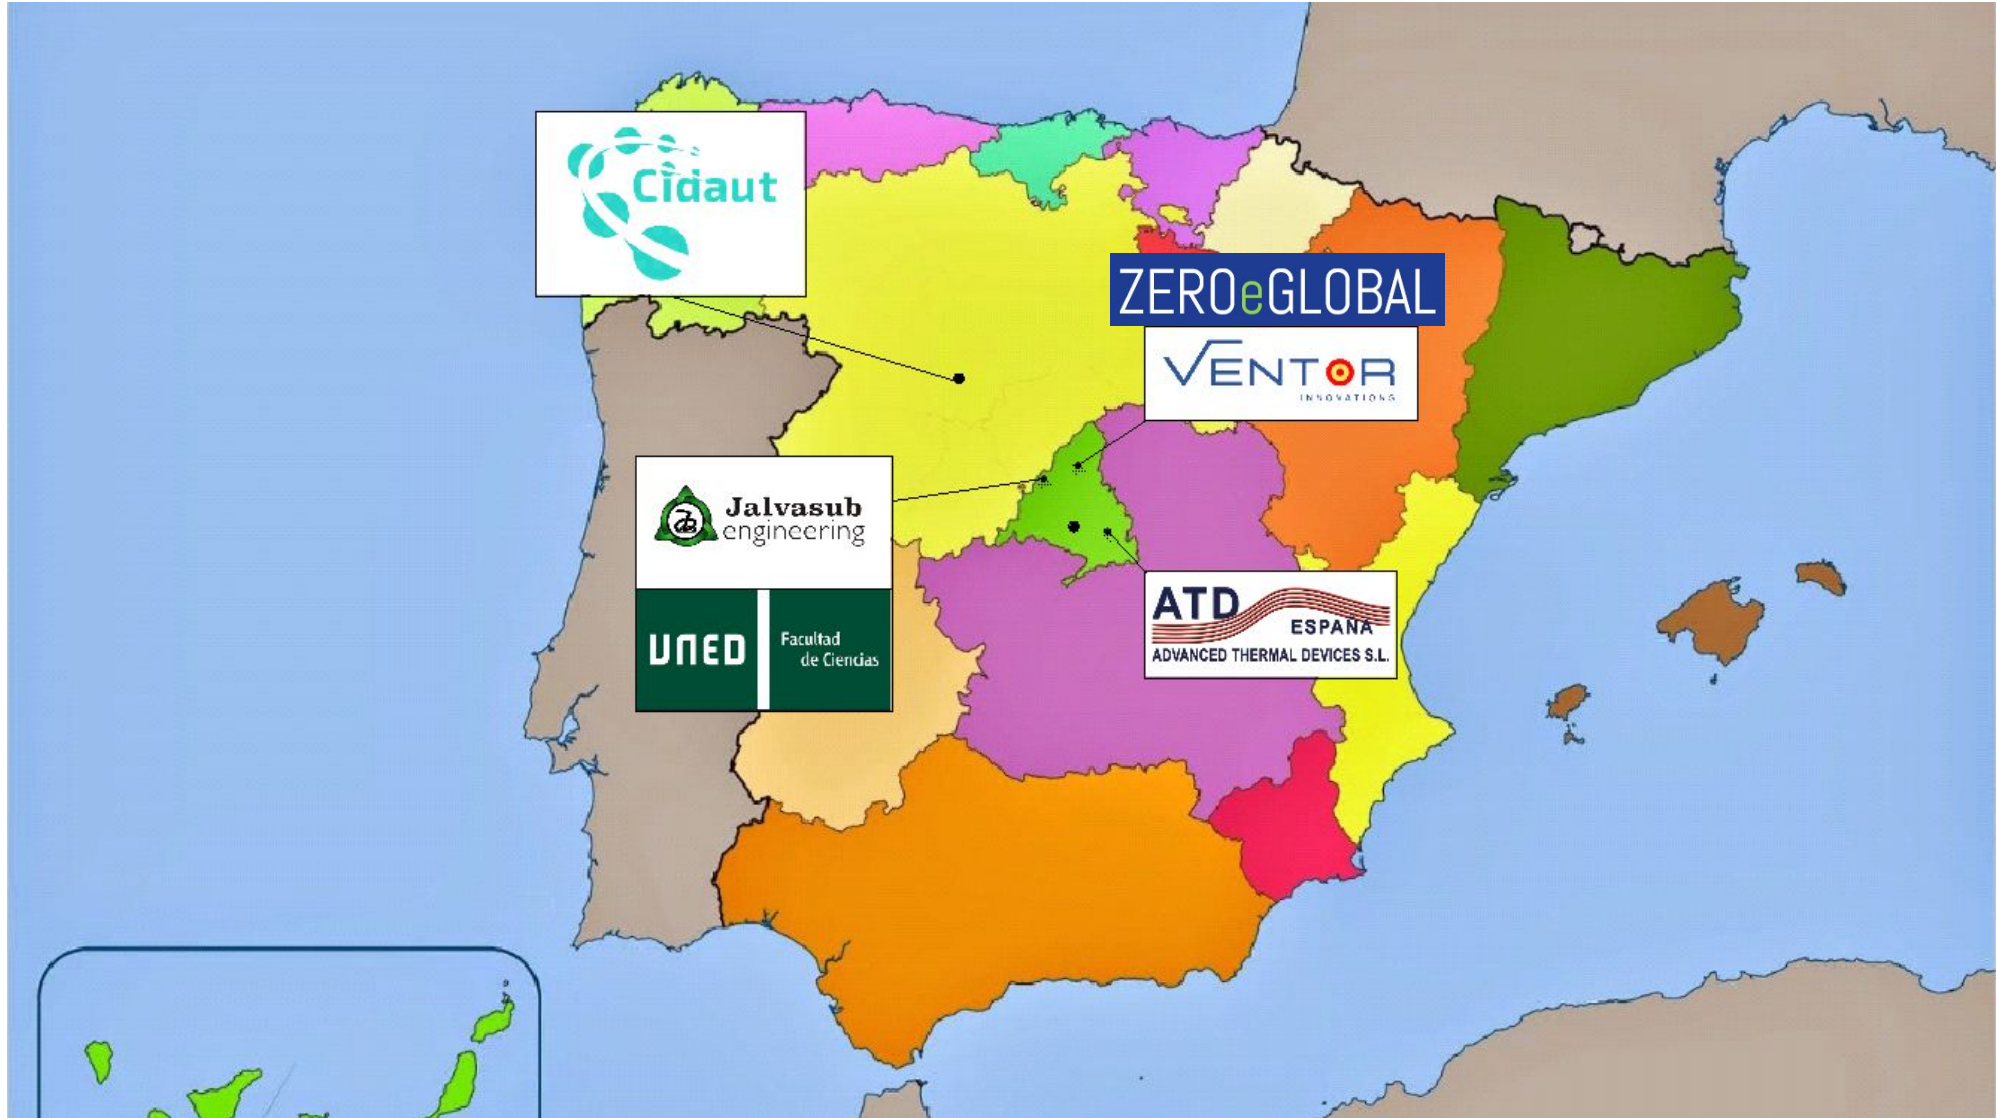 Cidaut
ZEROeGLOBAL
VENTOR
INNOVATIONS
Jalvasub
engineering
UNED
Facultad
de Ciencias
ATD
ESPAÑA
ADVANCED THERMAL DEVICES S.L.